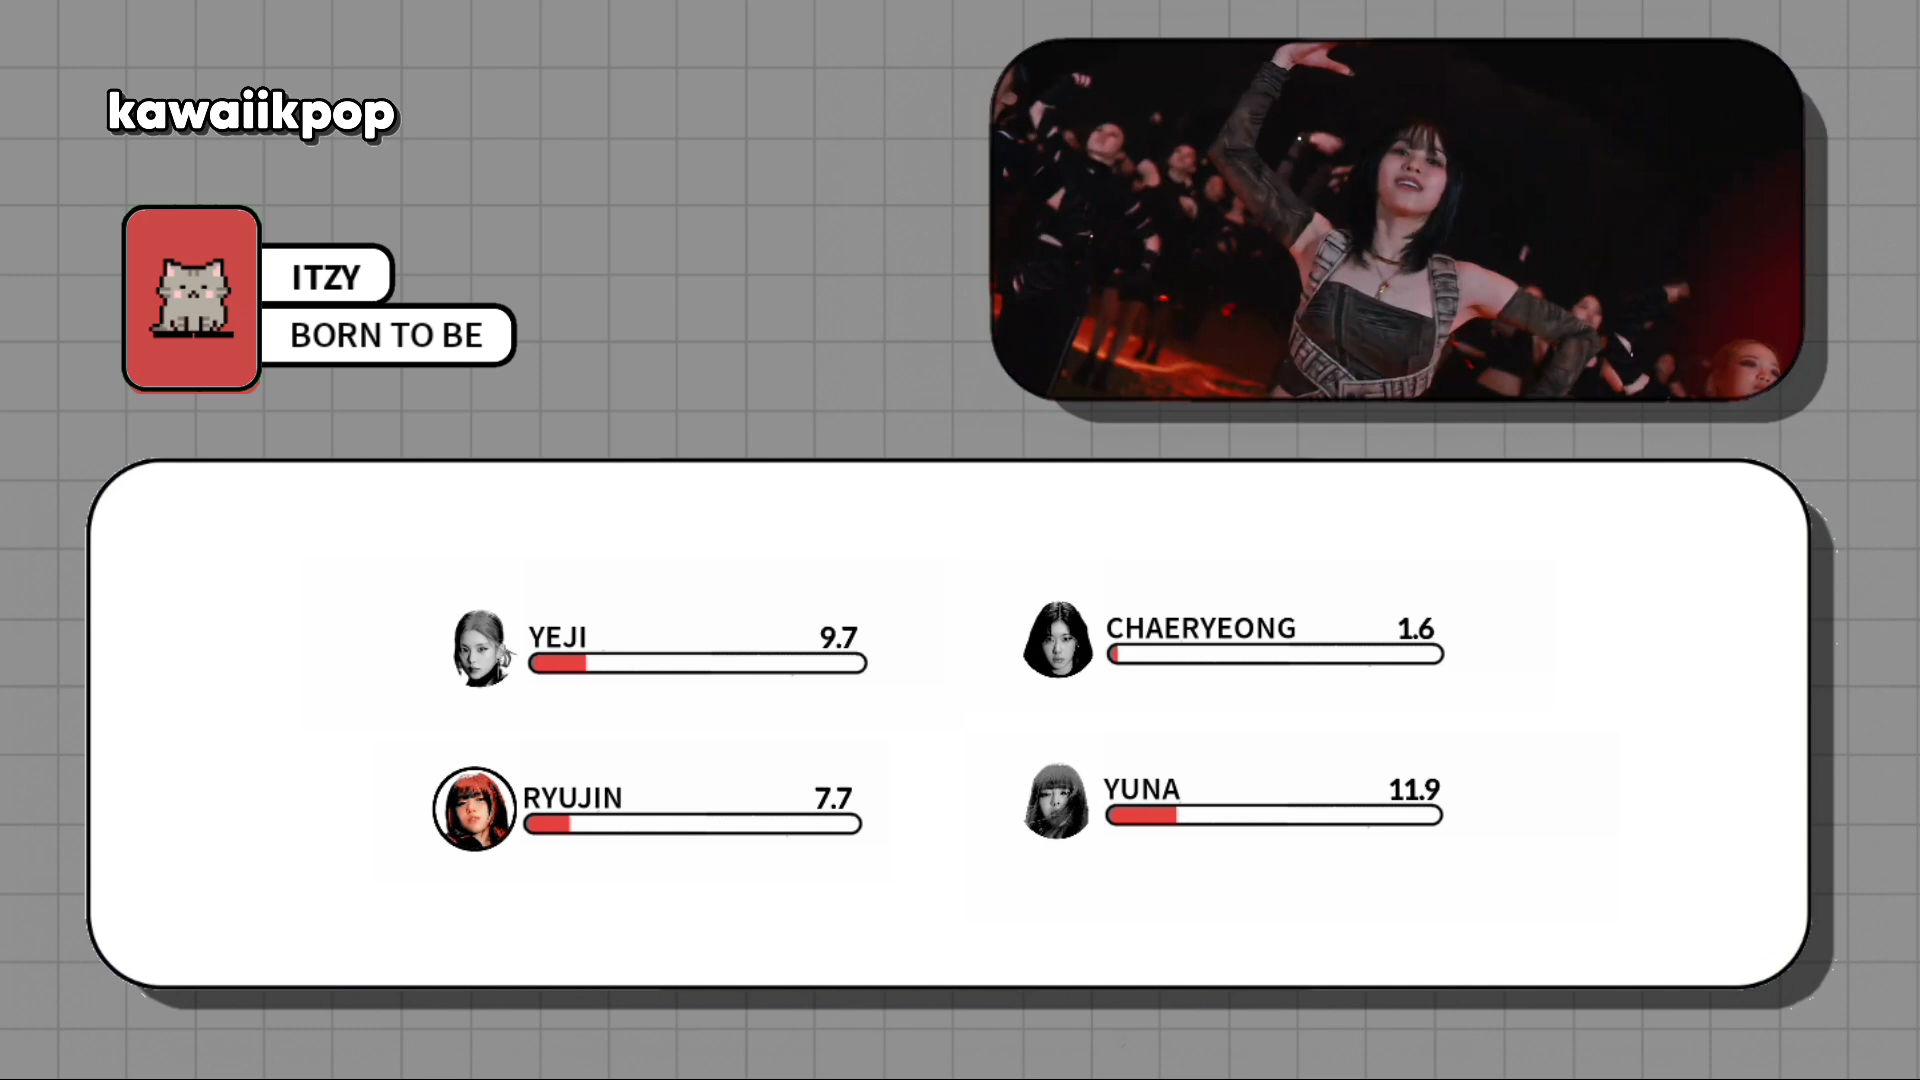 kawaiikpop
ITZY
BORN TO BE
YEJI 9.7
CHAERYEONG 1.6
RYUJIN 7.7
YUNA 11.9